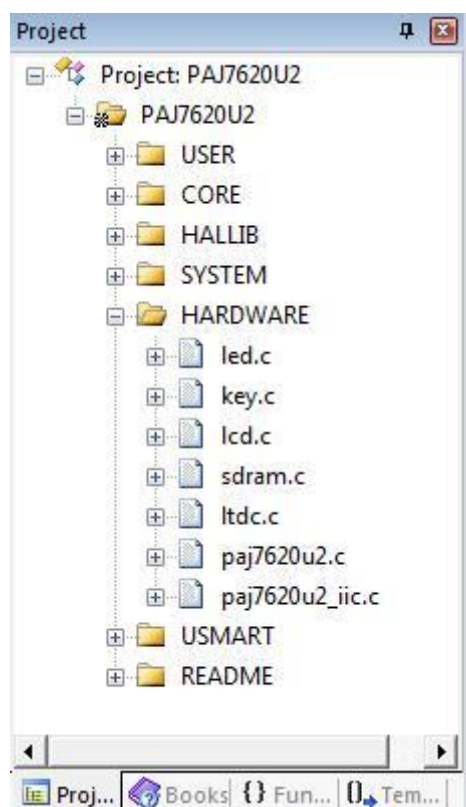 Project
Project: PAJ7620U2
PAJ7620U2
USER
CORE
HALLIB
SYSTEM
HARDWARE
led.c
key.c
lcd.c
sdram.c
ltdc.c
paj7620u2.c
paj7620u2_iic.c
USMART
README
Proj... Books {} Fun... 0 Tem...